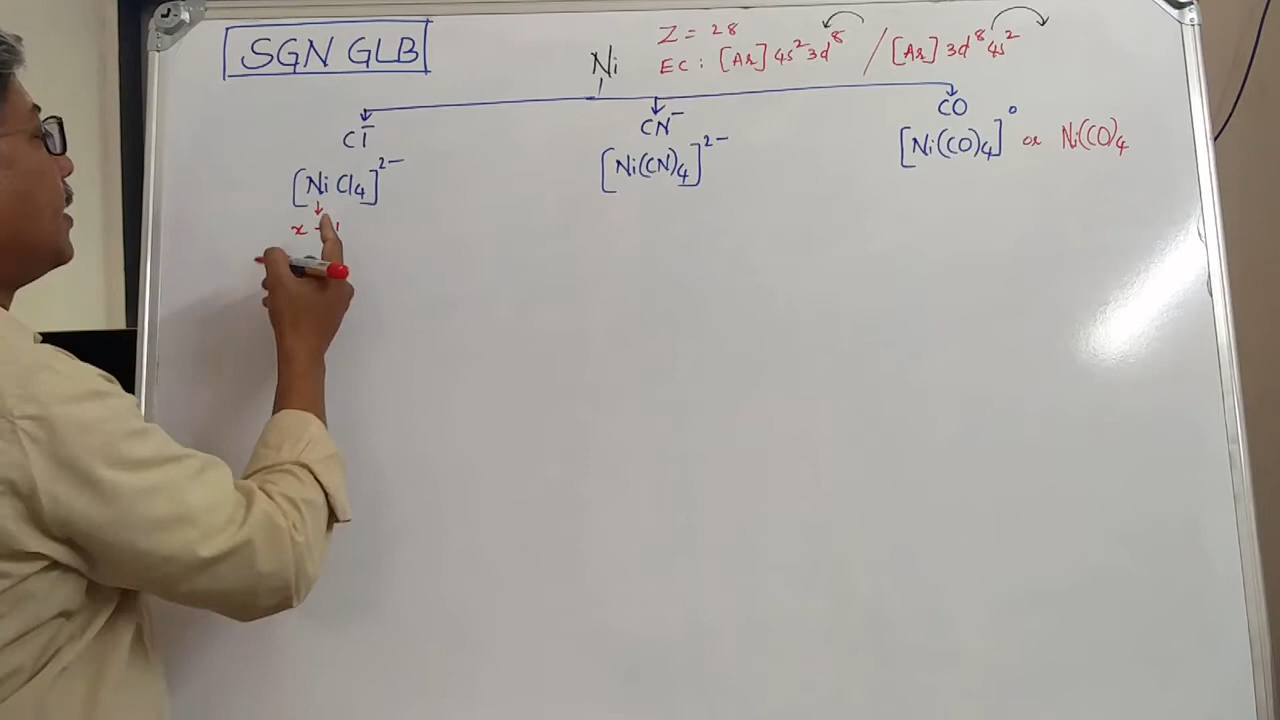 SGN GLB
Ni
Z = 28
EC : [Ar] 4s² 3d⁸ / [Ar] 3d⁸ 4s²
Cl⁻
CN⁻
CO
[NiCl₄]²⁻
[Ni(CN)₄]²⁻
[Ni(CO)₄]⁰ or Ni(CO)₄
x